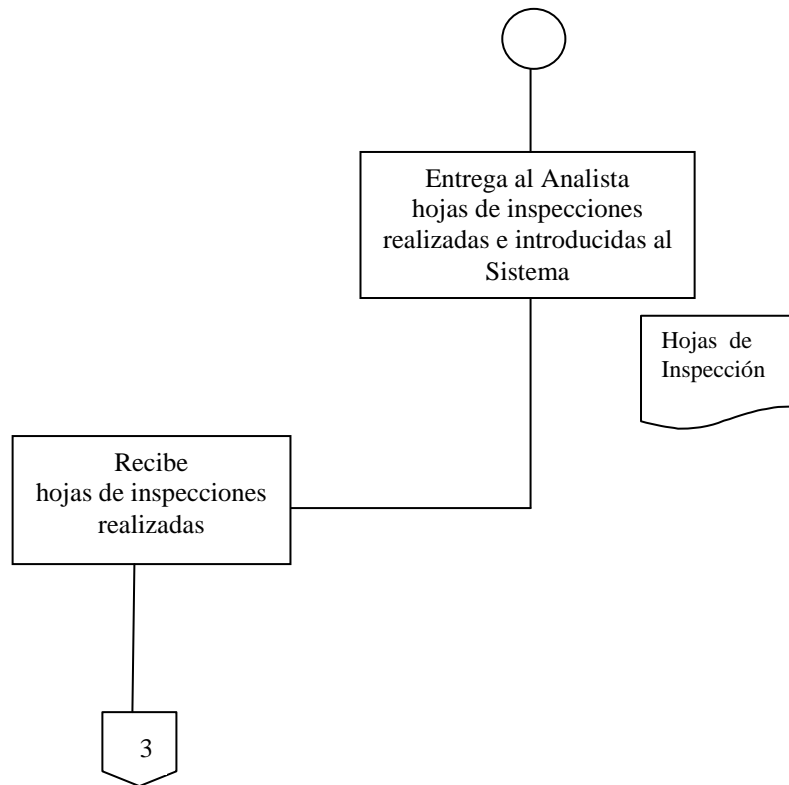 Entrega al Analista
hojas de inspecciones
realizadas e introducidas al
Sistema
Hojas de
Inspección
Recibe
hojas de inspecciones
realizadas
3